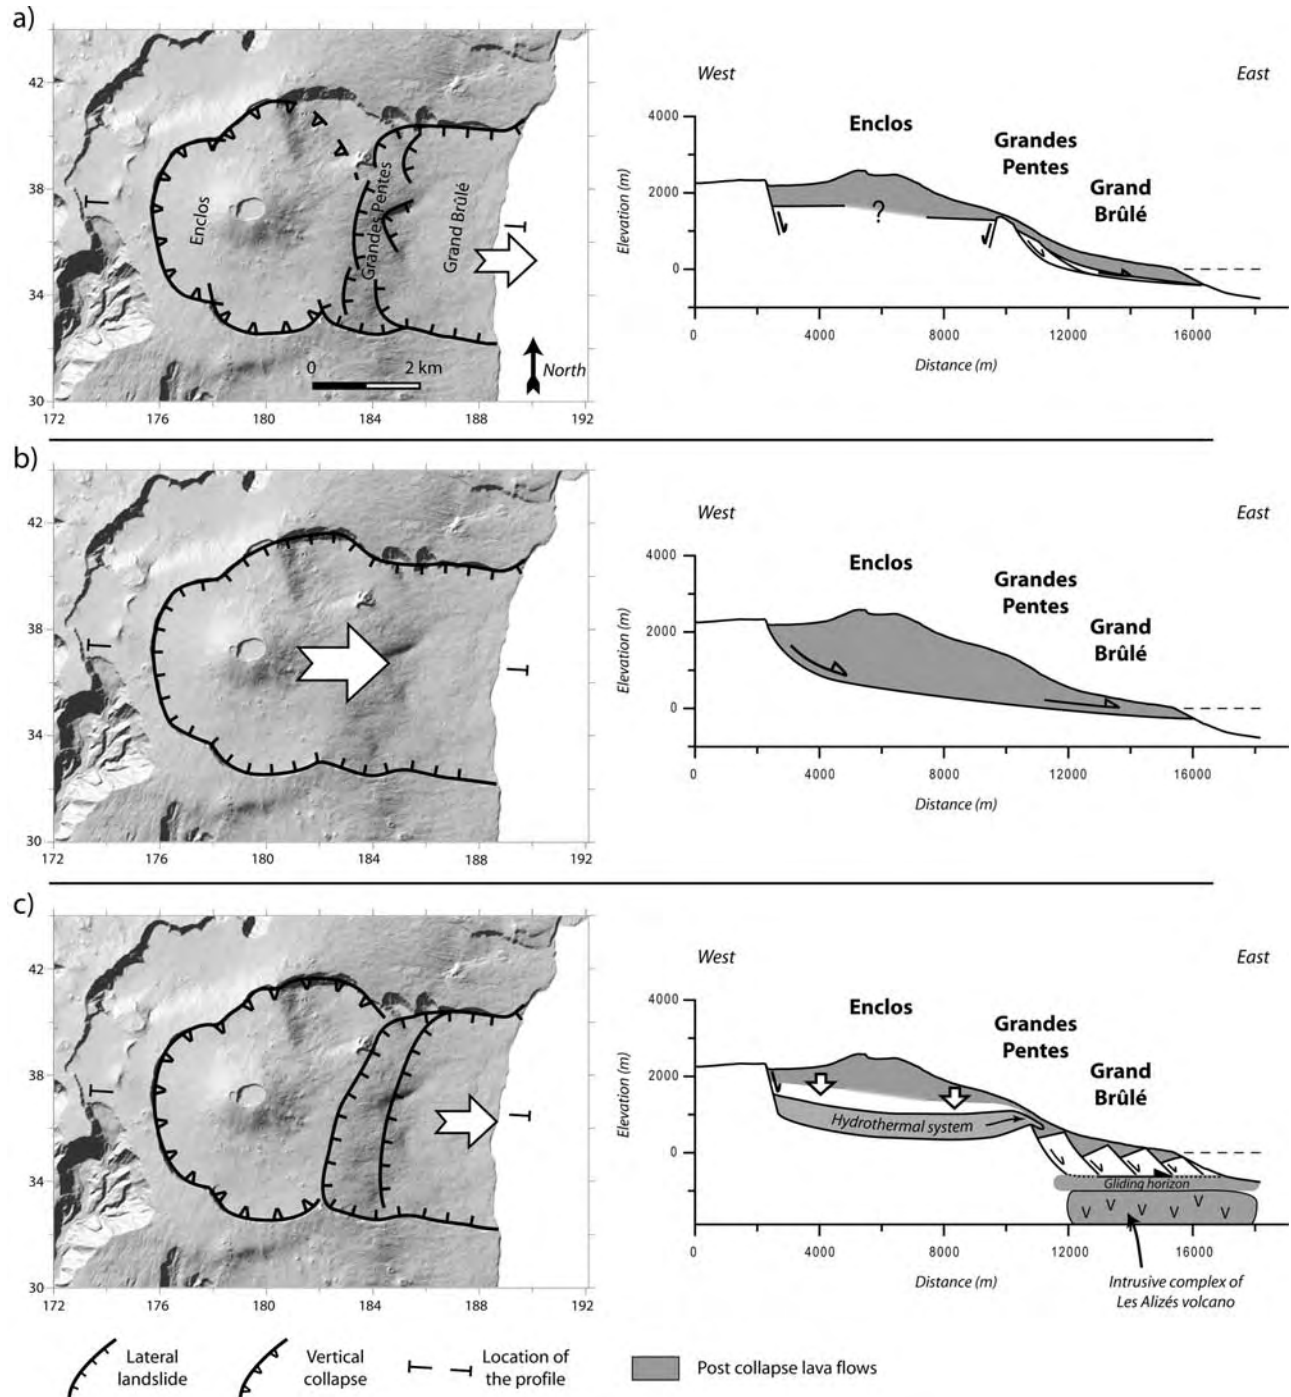 a)
42
38
34
30
172
176
180
184
188
192
Enclos
Grandes Pentes
Grand Brûlé
0
2 km
North
West
East
Enclos
Grandes
Pentes
Grand
Brûlé
4000
2000
0
Elevation (m)
?
0
4000
8000
12000
16000
Distance (m)
b)
42
38
34
30
172
176
180
184
188
192
West
East
Enclos
Grandes
Pentes
Grand
Brûlé
4000
2000
0
Elevation (m)
0
4000
8000
12000
16000
Distance (m)
c)
42
38
34
30
172
176
180
184
188
192
West
East
Enclos
Grandes
Pentes
Grand
Brûlé
4000
2000
0
Elevation (m)
Hydrothermal system
Gliding horizon
V V V V V V V
0
4000
8000
12000
16000
Distance (m)
Intrusive complex of
Les Alizés volcano
Lateral
landslide
Vertical
collapse
Location of
the profile
Post collapse lava flows